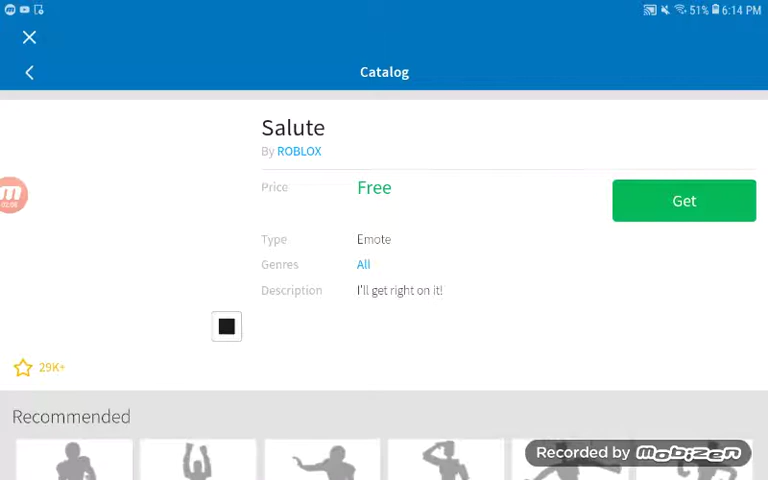 51% 6:14 PM
Catalog
Salute
By ROBLOX
Price Free
Get
Type Emote
Genres All
Description I'll get right on it!
29K+
Recommended
Recorded by MOBIZEN